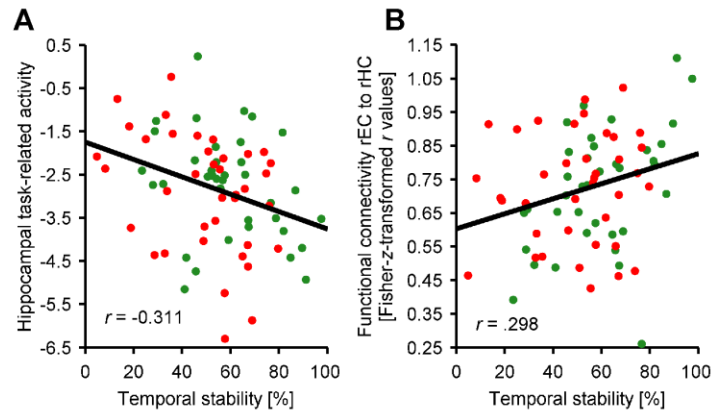 A
Hippocampal task-related activity
0.5
-0.5
-1.5
-2.5
-3.5
-4.5
-5.5
-6.5
r = -0.311
0 20 40 60 80 100
Temporal stability [%]
B
Functional connectivity rEC to rHC
[Fisher-z-transformed r values]
1.15
1.05
0.95
0.85
0.75
0.65
0.55
0.45
0.35
0.25
r = .298
0 20 40 60 80 100
Temporal stability [%]